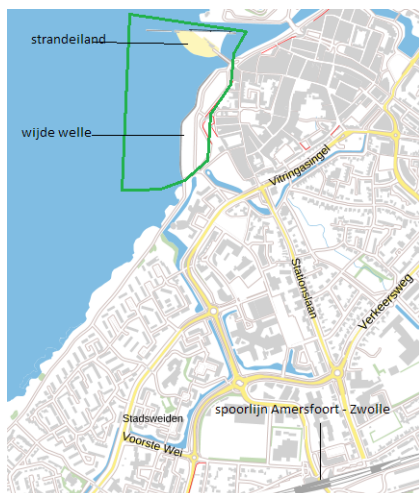 strandeiland
wijde welle
Vitringasingel
Stationslaan
Verkeersweg
spoorlijn Amersfoort - Zwolle
Stadsweiden
Voorste Wei